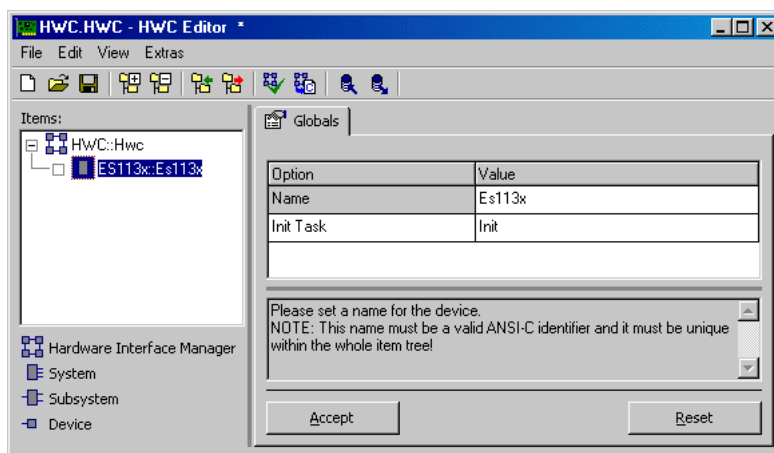 HWC.HWC - HWC Editor *
File Edit View Extras
Items:
HWC::Hwc
ES113x::Es113x
Hardware Interface Manager
System
Subsystem
Device
Globals
Option Value
Name Es113x
Init Task Init
Please set a name for the device.
NOTE: This name must be a valid ANSI-C identifier and it must be unique
within the whole item tree!
Accept Reset